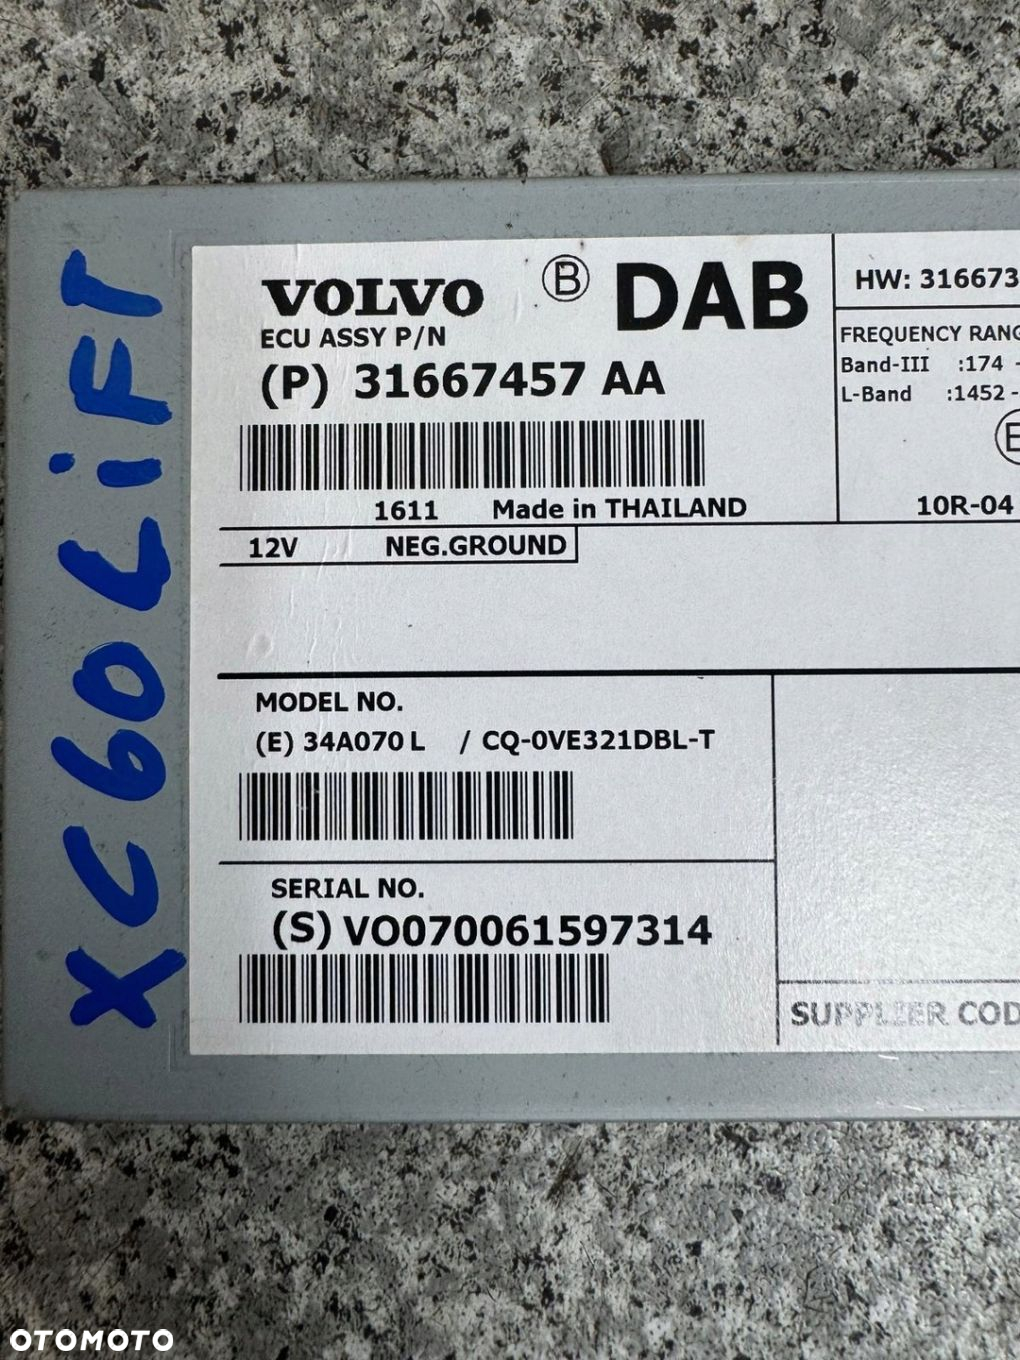 XC60 LiFT
VOLVO B DAB
ECU ASSY P/N
(P) 31667457 AA
1611 Made in THAILAND
12V NEG.GROUND
HW: 316673
FREQUENCY RANG
Band-III :174 -
L-Band :1452 -
E
10R-04
MODEL NO.
(E) 34A070 L / CQ-0VE321DBL-T
SERIAL NO.
(S) VO070061597314
SUPPLIER COD
OTOMOTO